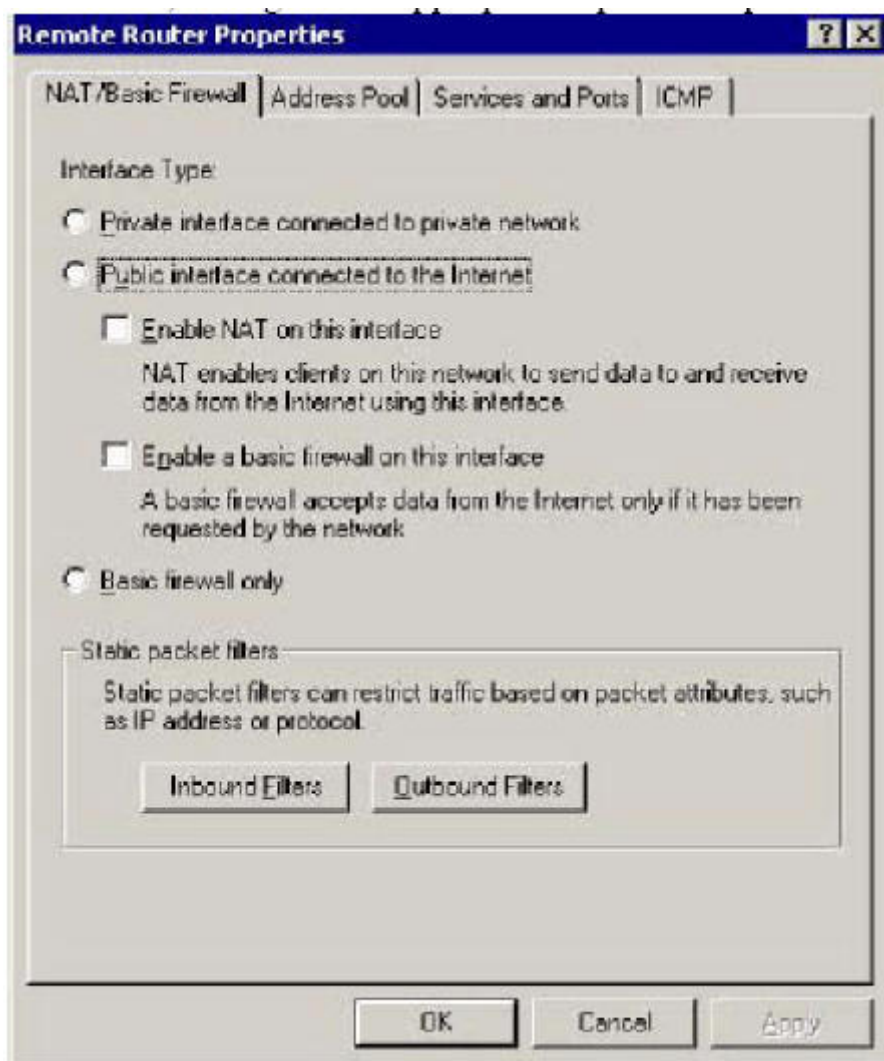 Remote Router Properties
NAT/Basic Firewall Address Pool Services and Ports ICMP
Interface Type:
Private interface connected to private network
Public interface connected to the Internet
Enable NAT on this interface
NAT enables clients on this network to send data to and receive
data from the Internet using this interface.
Enable a basic firewall on this interface
A basic firewall accepts data from the Internet only if it has been
requested by the network
Basic firewall only
Static packet filters
Static packet filters can restrict traffic based on packet attributes, such
as IP address or protocol.
Inbound Filters Outbound Filters
OK Cancel Apply